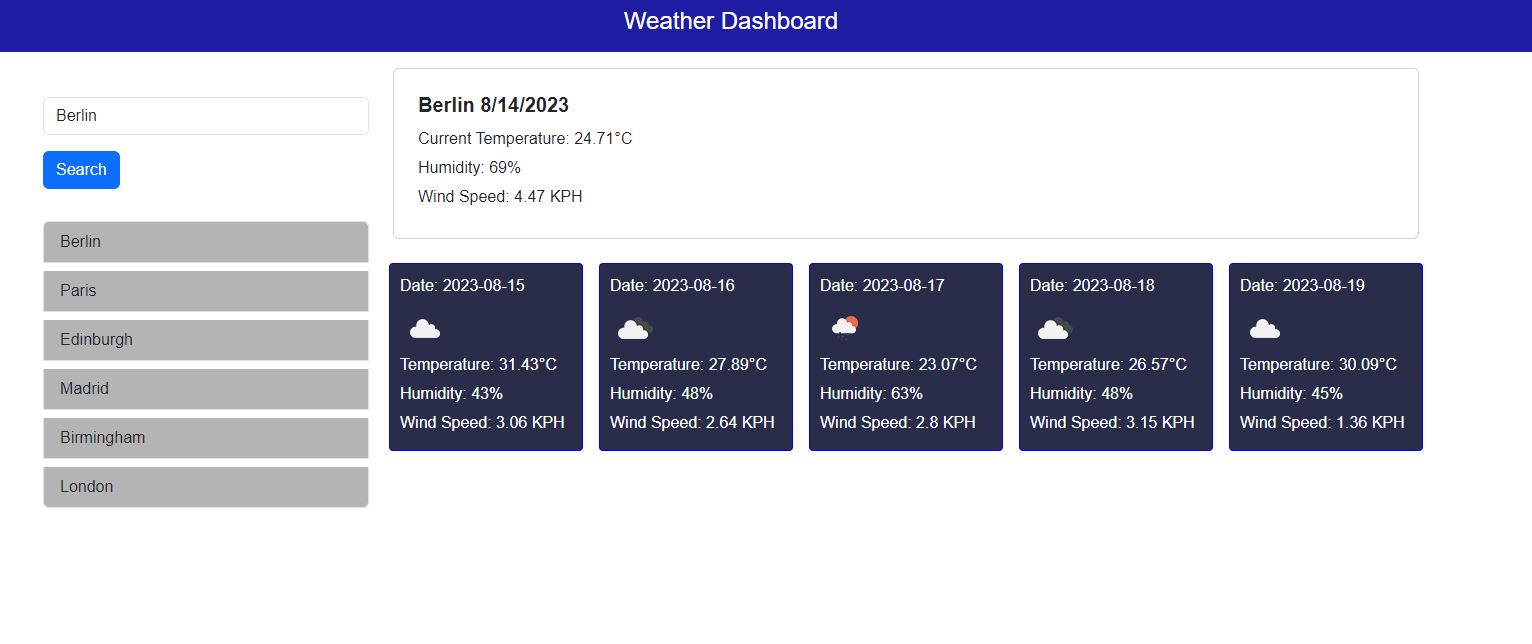 Weather Dashboard
Berlin
Search
Berlin
Paris
Edinburgh
Madrid
Birmingham
London
Berlin 8/14/2023
Current Temperature: 24.71°C
Humidity: 69%
Wind Speed: 4.47 KPH
Date: 2023-08-15
Temperature: 31.43°C
Humidity: 43%
Wind Speed: 3.06 KPH
Date: 2023-08-16
Temperature: 27.89°C
Humidity: 48%
Wind Speed: 2.64 KPH
Date: 2023-08-17
Temperature: 23.07°C
Humidity: 63%
Wind Speed: 2.8 KPH
Date: 2023-08-18
Temperature: 26.57°C
Humidity: 48%
Wind Speed: 3.15 KPH
Date: 2023-08-19
Temperature: 30.09°C
Humidity: 45%
Wind Speed: 1.36 KPH